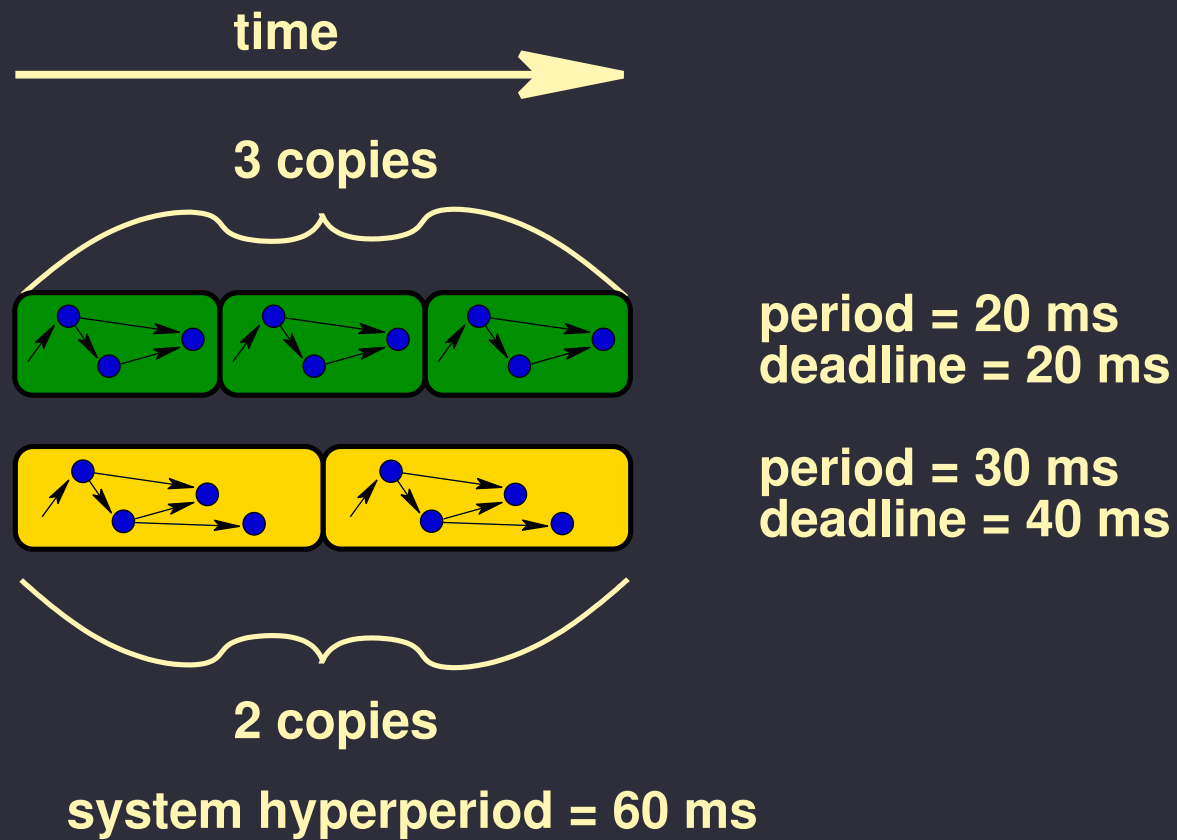 time
3 copies
period = 20 ms
deadline = 20 ms
period = 30 ms
deadline = 40 ms
2 copies
system hyperperiod = 60 ms